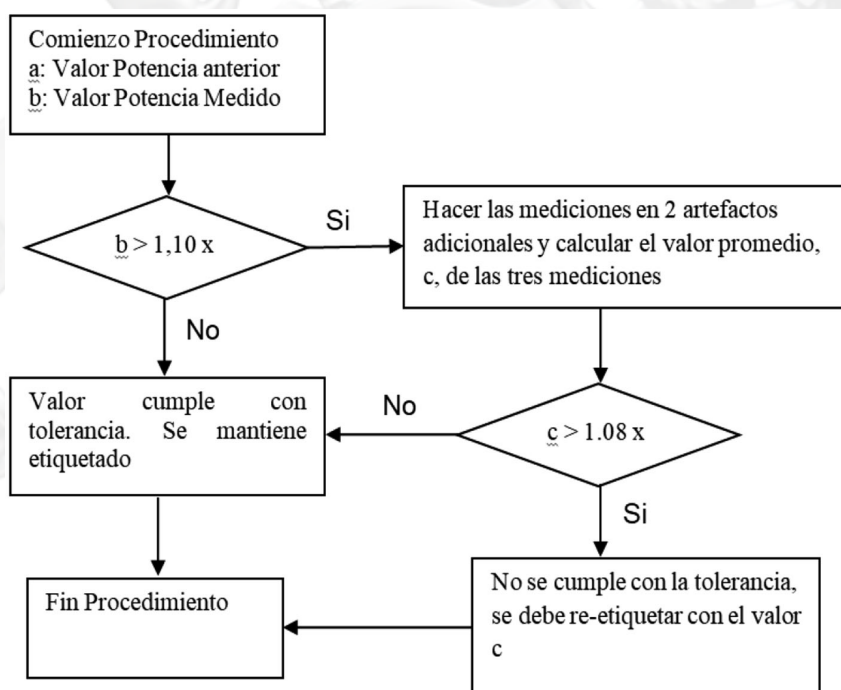 Comienzo Procedimiento
a: Valor Potencia anterior
b: Valor Potencia Medido
b > 1,10 x
Si
Hacer las mediciones en 2 artefactos
adicionales y calcular el valor promedio,
c, de las tres mediciones
No
Valor cumple con
tolerancia. Se mantiene
etiquetado
No
c > 1.08 x
Si
Fin Procedimiento
No se cumple con la tolerancia,
se debe re-etiquetar con el valor
c